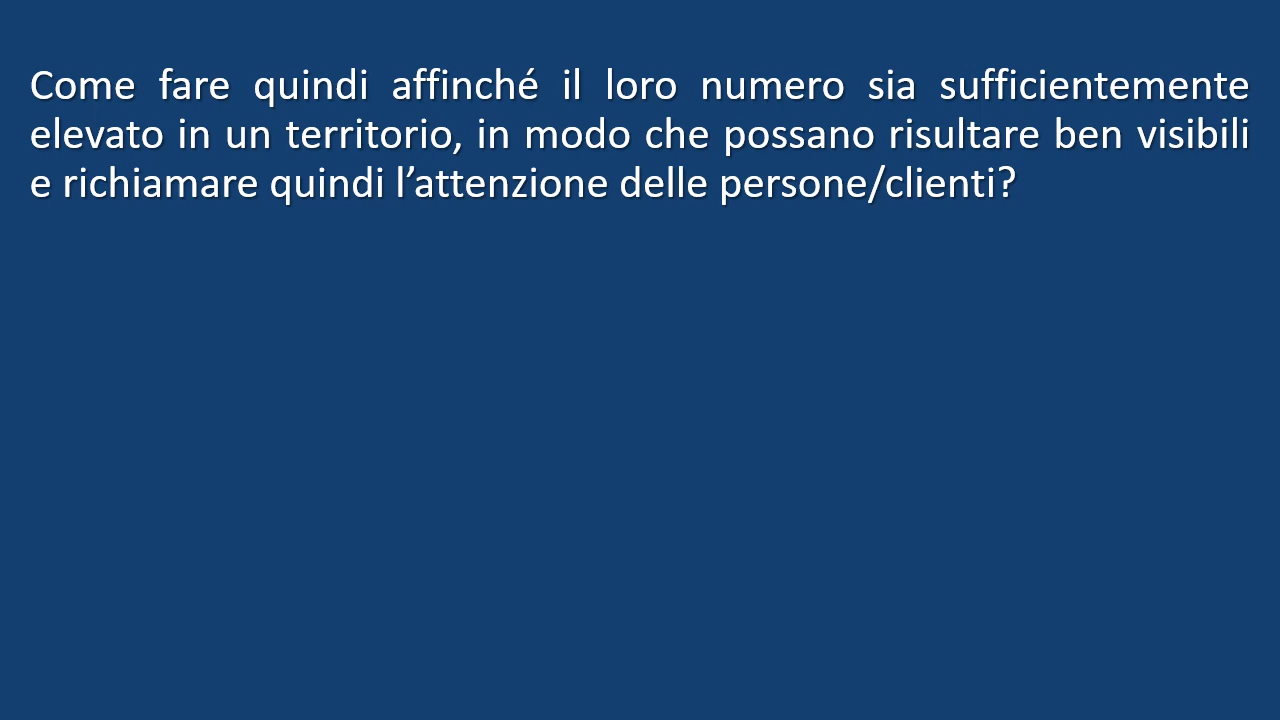 Come fare quindi affinché il loro numero sia sufficientemente
elevato in un territorio, in modo che possano risultare ben visibili
e richiamare quindi l’attenzione delle persone/clienti?